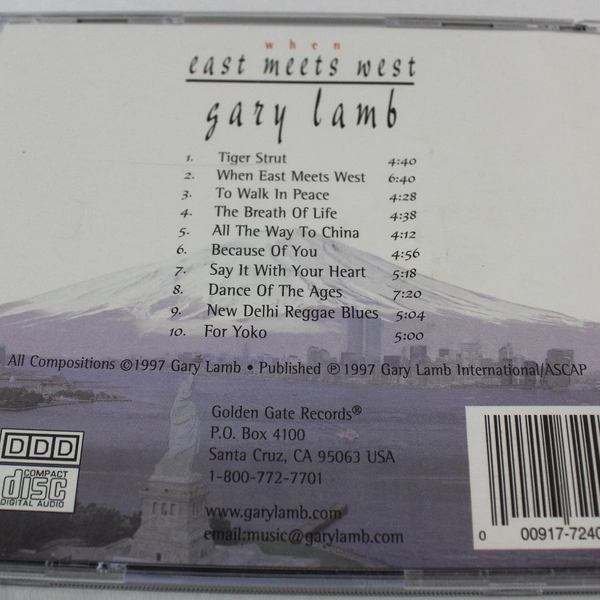 when
east meets west
gary lamb
1. Tiger Strut 4:40
2. When East Meets West 6:40
3. To Walk In Peace 4:28
4. The Breath Of Life 4:38
5. All The Way To China 4:12
6. Because Of You 4:56
7. Say It With Your Heart 5:18
8. Dance Of The Ages 7:20
9. New Delhi Reggae Blues 5:04
10. For Yoko 5:00
All Compositions ©1997 Gary Lamb • Published ℗1997 Gary Lamb International/ASCAP
Golden Gate Records®
P.O. Box 4100
Santa Cruz, CA 95063 USA
1-800-772-7701
www.garylamb.com
email:music@garylamb.com
DDD
COMPACT
disc
DIGITAL AUDIO
0 00917-7240